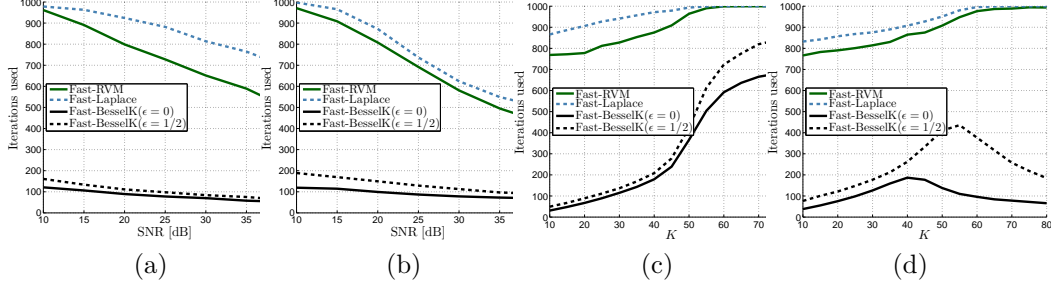 Iterations used
1000
900
800
700
600
500
400
300
200
100
0
Fast-RVM
Fast-Laplace
Fast-BesselK(ϵ = 0)
Fast-BesselK(ϵ = 1/2)
10 15 20 25 30 35
SNR [dB]
(a)
Iterations used
1000
900
800
700
600
500
400
300
200
100
0
Fast-RVM
Fast-Laplace
Fast-BesselK(ϵ = 0)
Fast-BesselK(ϵ = 1/2)
10 15 20 25 30 35
SNR [dB]
(b)
Iterations used
1000
900
800
700
600
500
400
300
200
100
0
Fast-RVM
Fast-Laplace
Fast-BesselK(ϵ = 0)
Fast-BesselK(ϵ = 1/2)
10 20 30 40 50 60 70
K
(c)
Iterations used
1000
900
800
700
600
500
400
300
200
100
0
Fast-RVM
Fast-Laplace
Fast-BesselK(ϵ = 0)
Fast-BesselK(ϵ = 1/2)
10 20 30 40 50 60 70 80
K
(d)